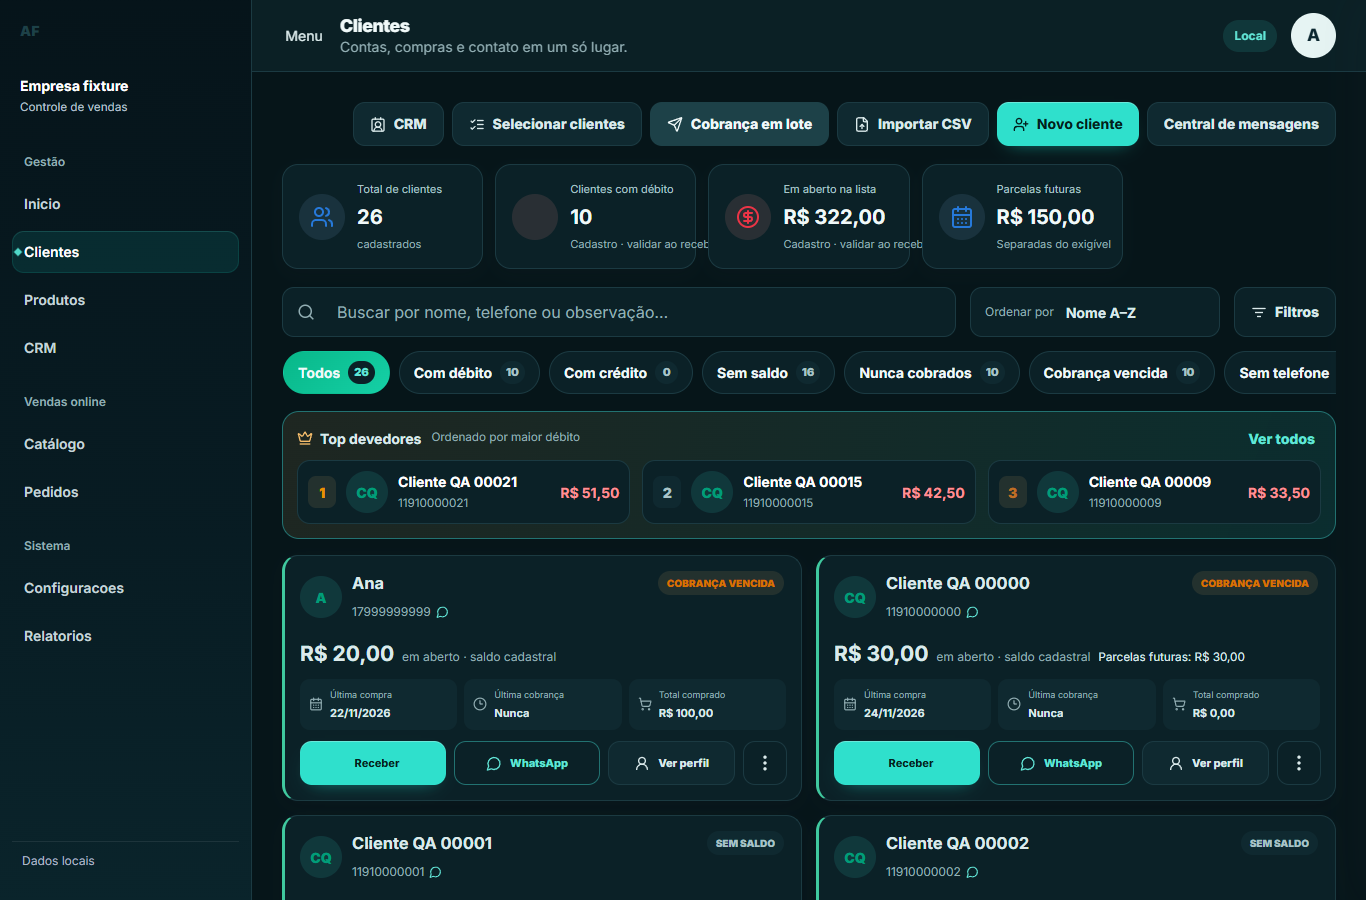 AF
Empresa fixture
Controle de vendas
Gestão
Inicio
Clientes
Produtos
CRM
Vendas online
Catálogo
Pedidos
Sistema
Configuracoes
Relatorios
Dados locais
Menu
Clientes
Contas, compras e contato em um só lugar.
Local
A
CRM
Selecionar clientes
Cobrança em lote
Importar CSV
Novo cliente
Central de mensagens
Total de clientes
26
cadastrados
Clientes com débito
10
Cadastro · validar ao receb
Em aberto na lista
R$ 322,00
Cadastro · validar ao receb
Parcelas futuras
R$ 150,00
Separadas do exigível
Buscar por nome, telefone ou observação...
Ordenar por Nome A–Z
Filtros
Todos 26
Com débito 10
Com crédito 0
Sem saldo 16
Nunca cobrados 10
Cobrança vencida 10
Sem telefone
Top devedores Ordenado por maior débito
Ver todos
1
CQ
Cliente QA 00021
11910000021
R$ 51,50
2
CQ
Cliente QA 00015
11910000015
R$ 42,50
3
CQ
Cliente QA 00009
11910000009
R$ 33,50
A
Ana
17999999999
COBRANÇA VENCIDA
R$ 20,00 em aberto · saldo cadastral
Última compra
22/11/2026
Última cobrança
Nunca
Total comprado
R$ 100,00
Receber
WhatsApp
Ver perfil
CQ
Cliente QA 00000
11910000000
COBRANÇA VENCIDA
R$ 30,00 em aberto · saldo cadastral Parcelas futuras: R$ 30,00
Última compra
24/11/2026
Última cobrança
Nunca
Total comprado
R$ 0,00
Receber
WhatsApp
Ver perfil
CQ
Cliente QA 00001
11910000001
SEM SALDO
CQ
Cliente QA 00002
11910000002
SEM SALDO